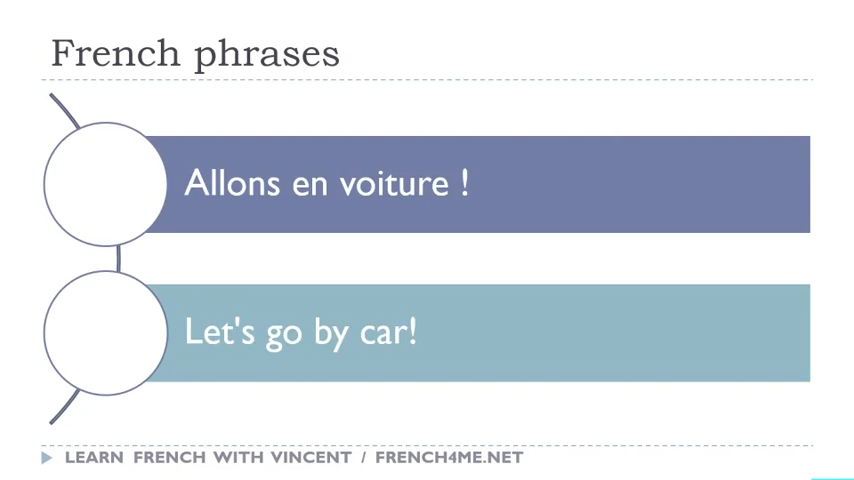 French phrases
Allons en voiture !
Let's go by car!
LEARN FRENCH WITH VINCENT / FRENCH4ME.NET